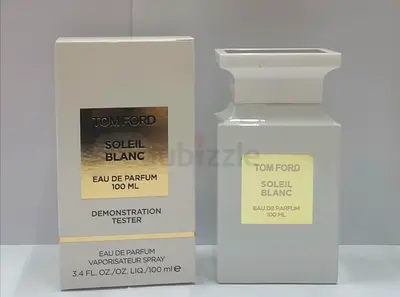 TOM FORD
SOLEIL
BLANC
EAU DE PARFUM
100 ML
DEMONSTRATION
TESTER
EAU DE PARFUM
VAPORISATEUR SPRAY
3.4 FL. OZ./OZ. LIQ./100 ml e
TOM FORD
SOLEIL
BLANC
EAU DE PARFUM
100 ML
dubizzle